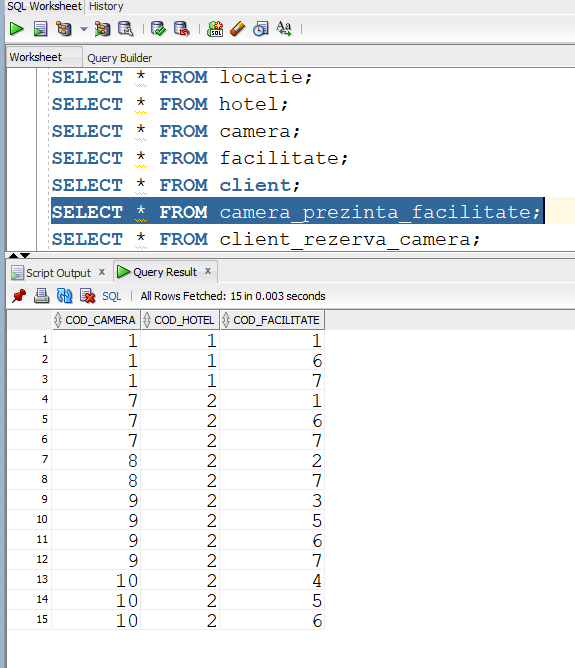 SQL Worksheet History
Aa
Worksheet Query Builder
SELECT * FROM locatie;
SELECT * FROM hotel;
SELECT * FROM camera;
SELECT * FROM facilitate;
SELECT * FROM client;
SELECT * FROM camera_prezinta_facilitate;
SELECT * FROM client_rezerva_camera;
Script Output x Query Result x
SQL | All Rows Fetched: 15 in 0.003 seconds
COD_CAMERA COD_HOTEL COD_FACILITATE
1 1 1 1
2 1 1 6
3 1 1 7
4 7 2 1
5 7 2 6
6 7 2 7
7 8 2 2
8 8 2 7
9 9 2 3
10 9 2 5
11 9 2 6
12 9 2 7
13 10 2 4
14 10 2 5
15 10 2 6